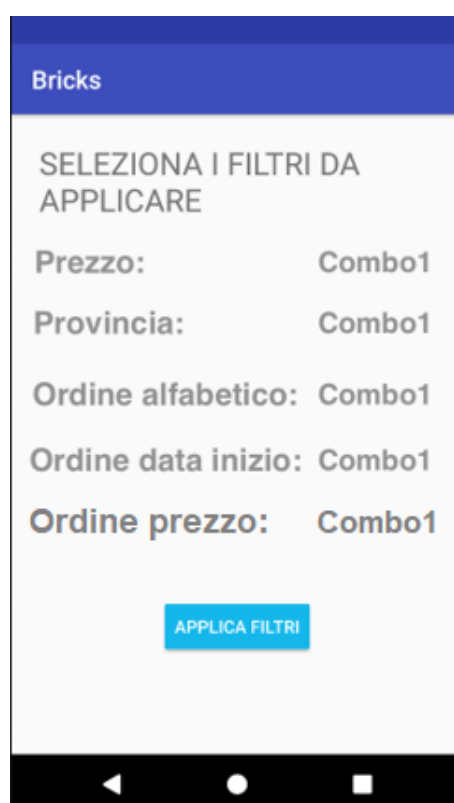 Bricks
SELEZIONA I FILTRI DA
APPLICARE
Prezzo: Combo1
Provincia: Combo1
Ordine alfabetico: Combo1
Ordine data inizio: Combo1
Ordine prezzo: Combo1
APPLICA FILTRI